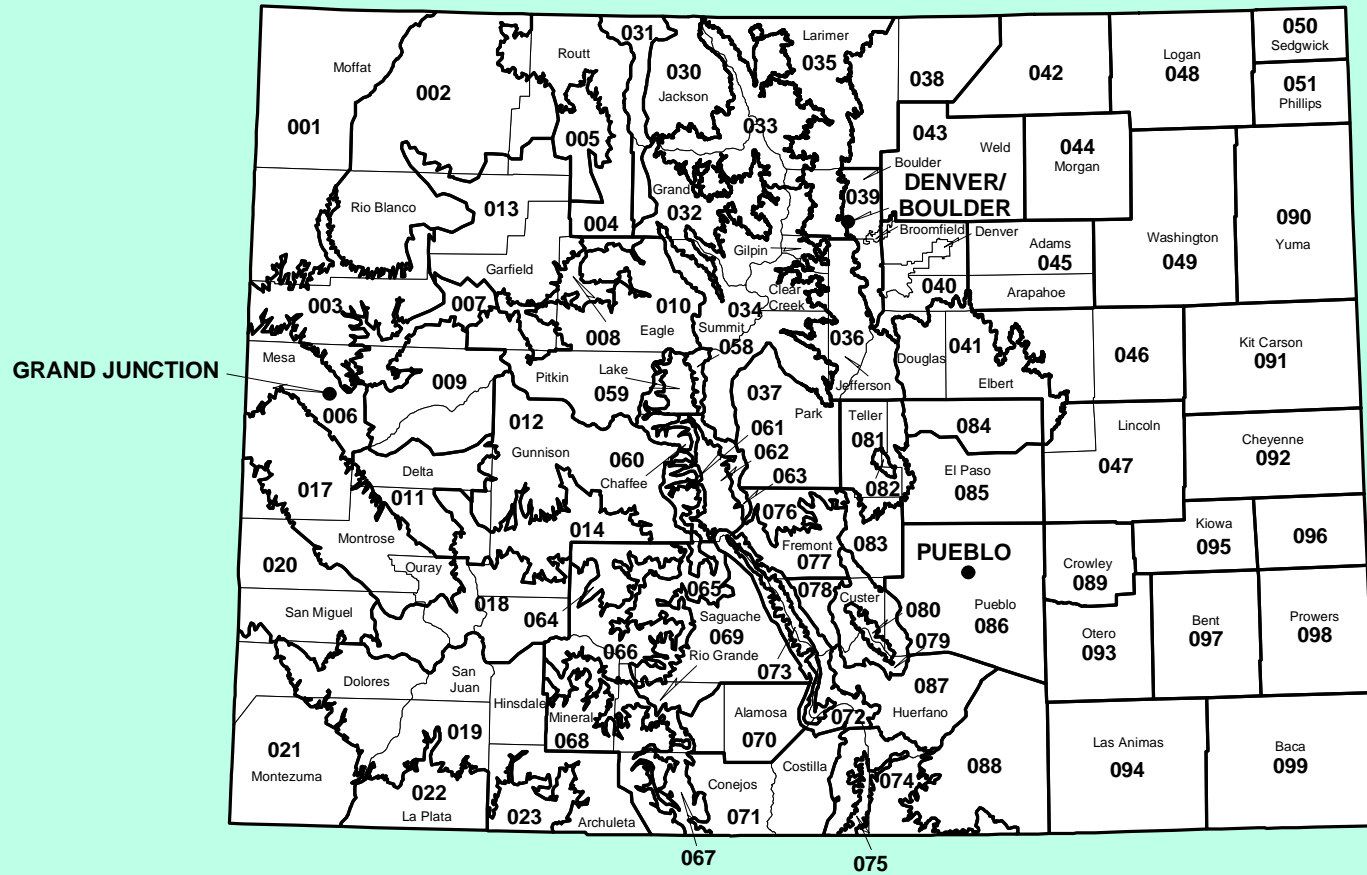 050
Sedgwick
Larimer
035
031
Routt
Logan
048
Moffat
030
Jackson
042
038
002
051
Phillips
001
033
005
043
Weld
044
Morgan
Boulder
DENVER/
BOULDER
039
Grand
032
Rio Blanco
013
004
090
Yuma
Broomfield
Denver
Gilpin
Adams
045
Washington
049
Garfield
Clear
Creek
040
Arapahoe
003
007
010
034
008
Eagle
Summit
036
058
Douglas
041
046
Kit Carson
091
Mesa
GRAND JUNCTION
Lake
059
Pitkin
009
037
Jefferson
Elbert
006
012
Park
Teller
081
084
Lincoln
061
Gunnison
062
Cheyenne
092
060
Chaffee
063
082
El Paso
085
047
Delta
011
017
076
014
Montrose
Fremont
077
083
PUEBLO
Kiowa
095
096
Crowley
089
020
Ouray
018
064
065
078
Custer
080
Pueblo
086
San Miguel
Saguache
069
079
Otero
093
Bent
097
Prowers
098
066
Rio Grande
073
San
Juan
Dolores
087
Hinsdale
Mineral
068
Alamosa
070
072
Huerfano
019
021
Montezuma
Las Animas
094
Baca
099
Costilla
022
La Plata
Conejos
071
074
088
023
Archuleta
067
075